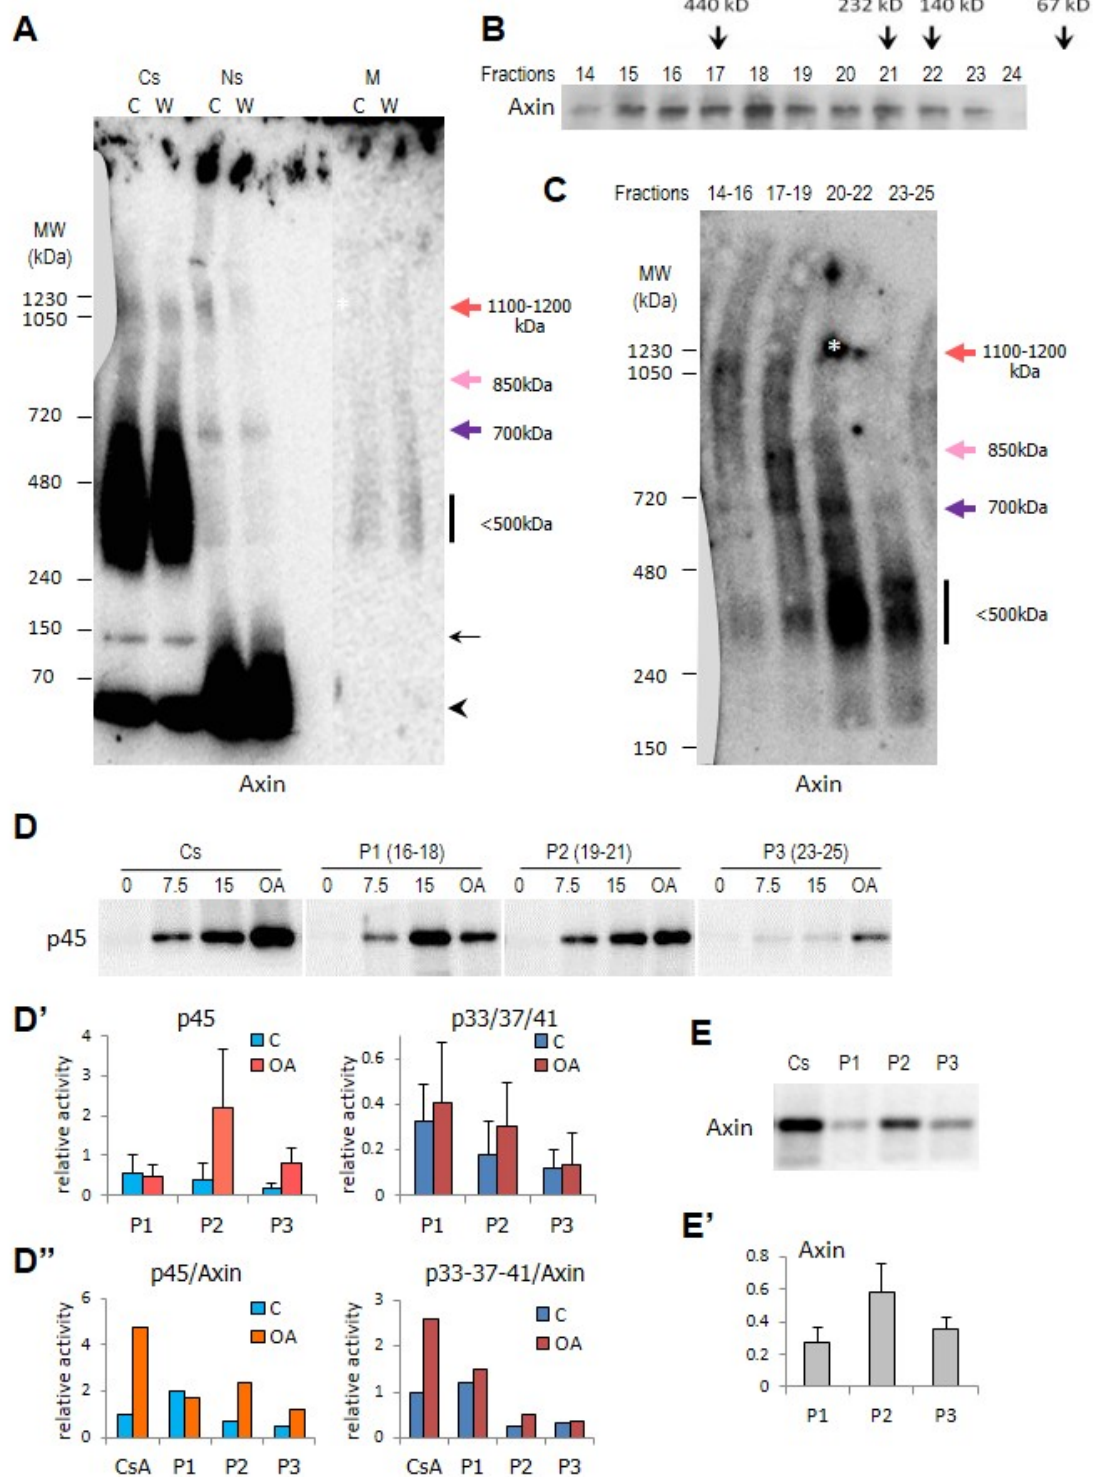 A
Cs Ns M
C W C W C W
MW
(kDa)
1230
1050
720
480
240
150
70
*
1100-1200
kDa
850kDa
700kDa
<500kDa
Axin
B
440 kD 232 kD 140 kD 67 kD
Fractions 14 15 16 17 18 19 20 21 22 23 24
Axin
C
Fractions 14-16 17-19 20-22 23-25
MW
(kDa)
1230
1050
720
480
240
150
*
1100-1200
kDa
850kDa
700kDa
<500kDa
Axin
D
Cs P1 (16-18) P2 (19-21) P3 (23-25)
0 7.5 15 OA 0 7.5 15 OA 0 7.5 15 OA 0 7.5 15 OA
p45
D'
p45
C
OA
relative activity
4
3
2
1
0
P1 P2 P3
p33/37/41
C
OA
relative activity
0.6
0.4
0.2
0
P1 P2 P3
D"
p45/Axin
C
OA
relative activity
6
4
2
0
CsA P1 P2 P3
p33-37-41/Axin
C
OA
relative activity
3
2
1
0
CsA P1 P2 P3
E
Cs P1 P2 P3
Axin
E'
Axin
0.8
0.6
0.4
0.2
0
P1 P2 P3